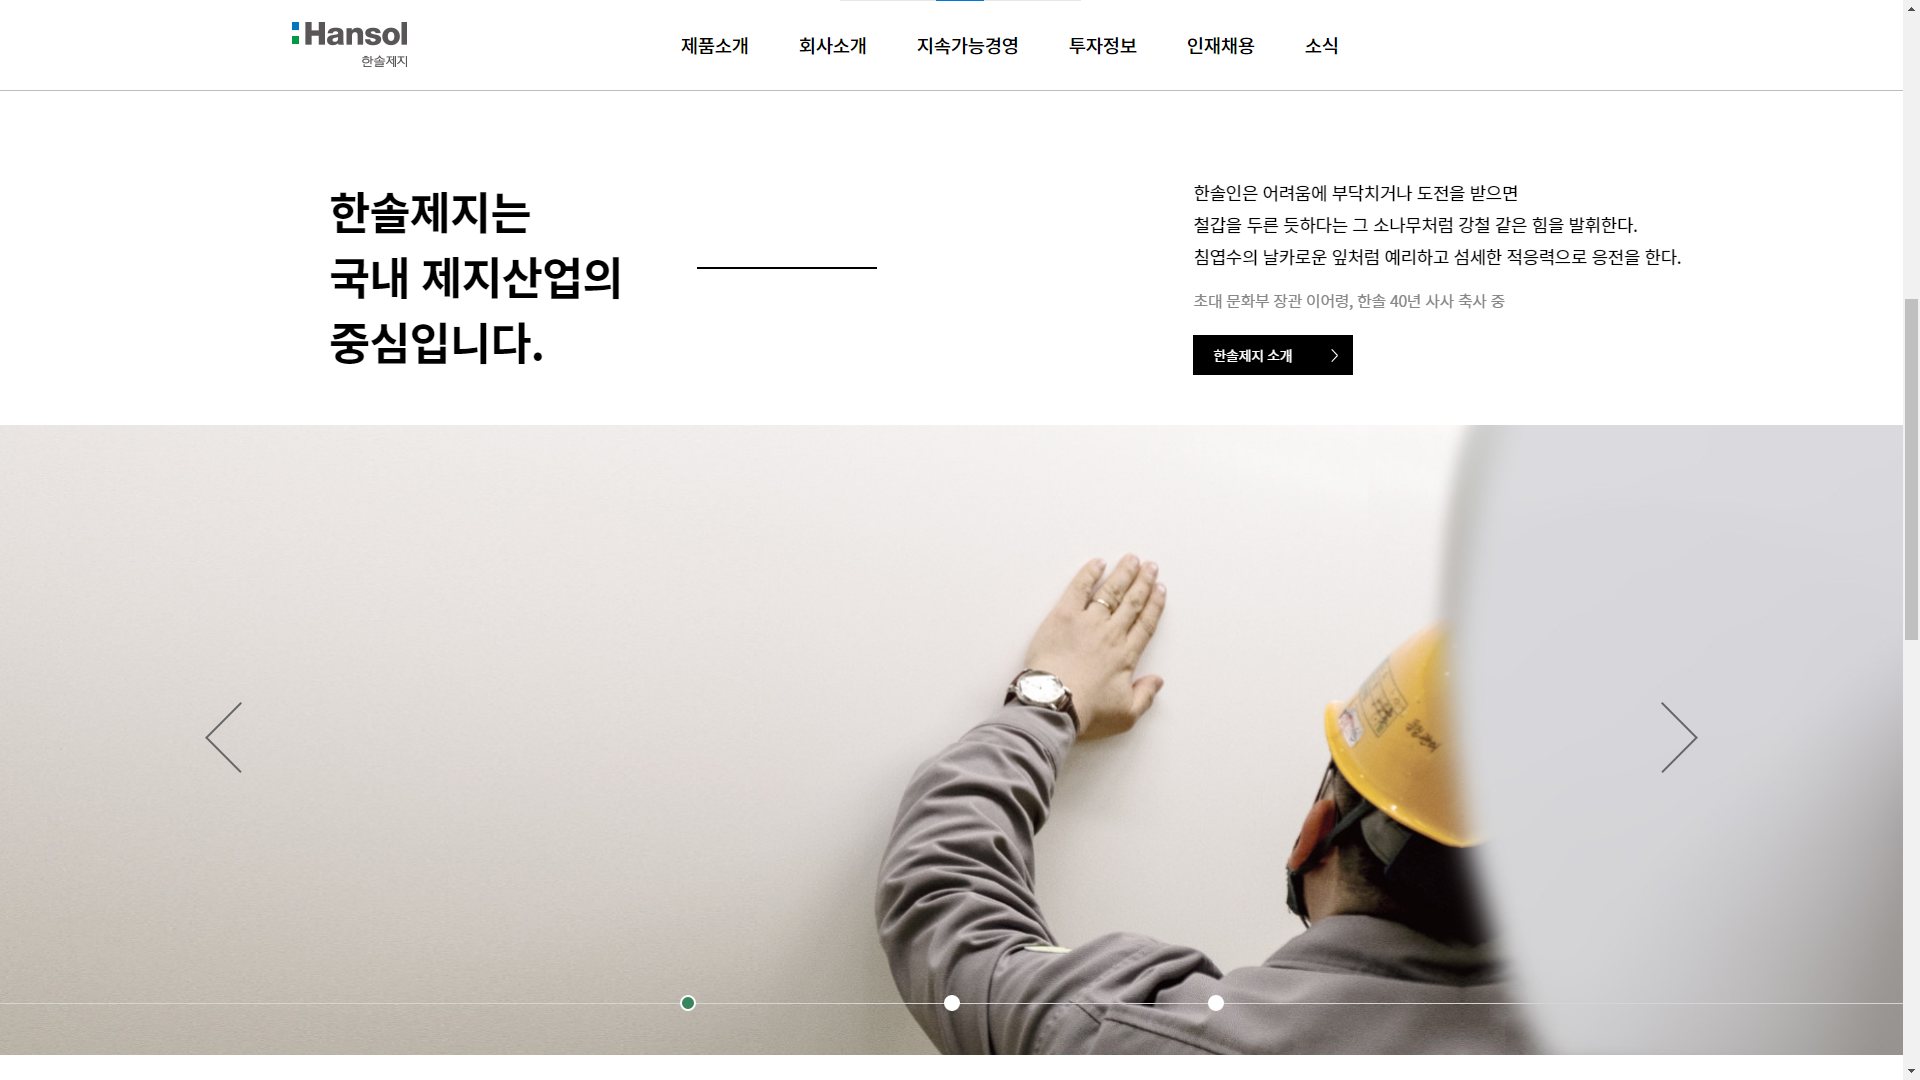 Hansol
한솔제지
제품소개
회사소개
지속가능경영
투자정보
인재채용
소식
한솔제지는
국내 제지산업의
중심입니다.
한솔인은 어려움에 부닥치거나 도전을 받으면
철갑을 두른 듯하다는 그 소나무처럼 강철 같은 힘을 발휘한다.
침엽수의 날카로운 잎처럼 예리하고 섬세한 적응력으로 응전을 한다.
초대 문화부 장관 이어령, 한솔 40년 사사 축사 중
한솔제지 소개